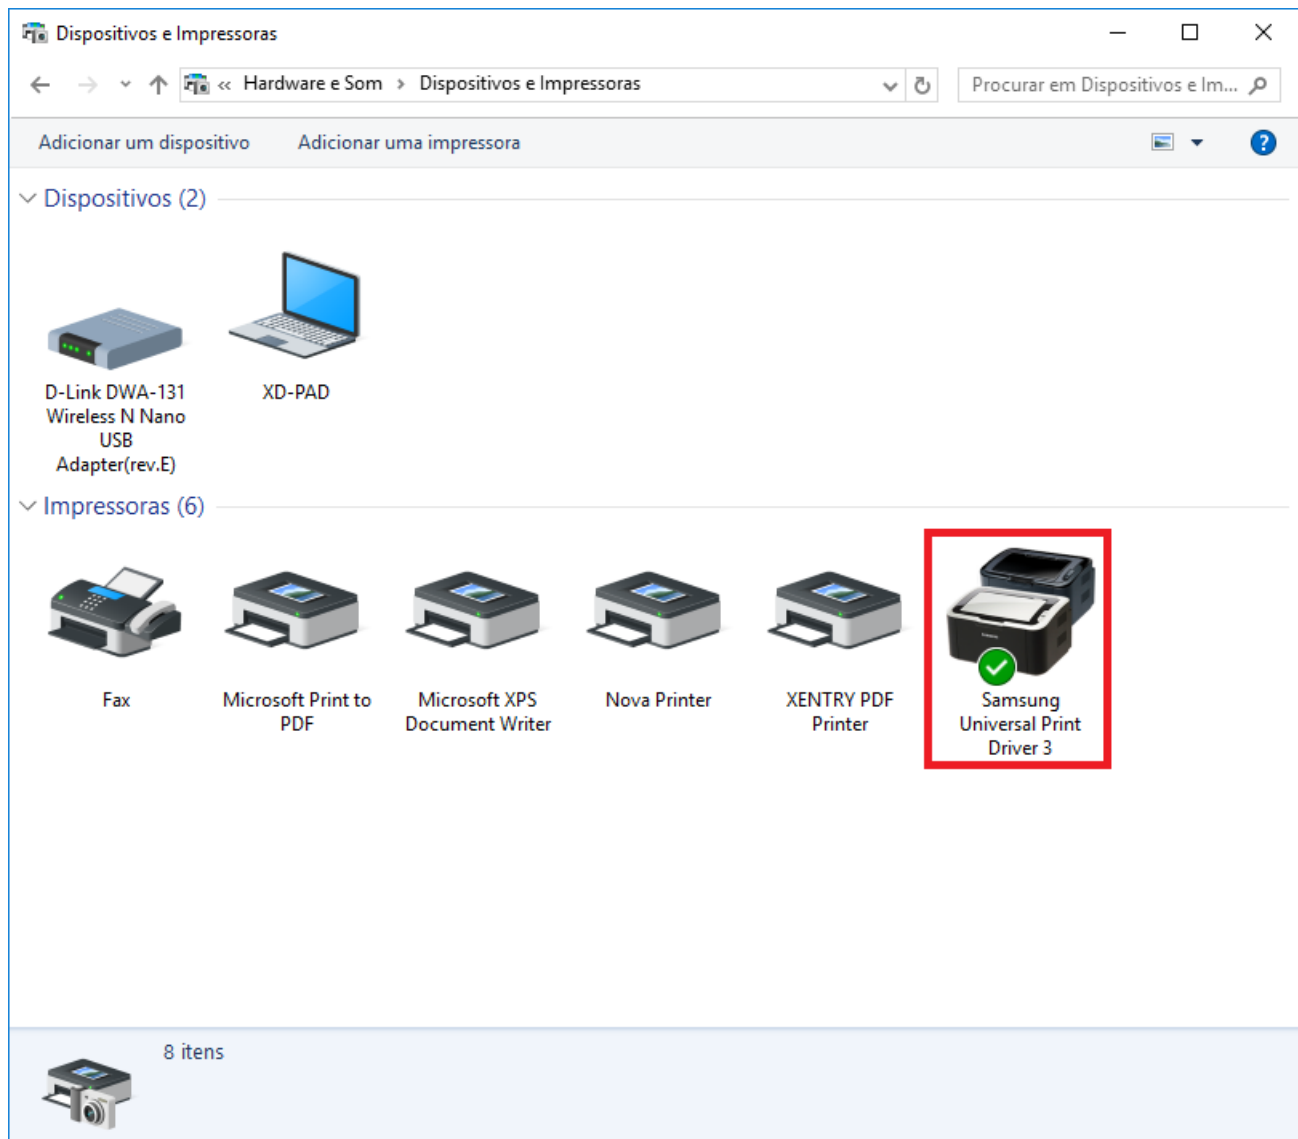 Dispositivos e Impressoras
« Hardware e Som > Dispositivos e Impressoras
Procurar em Dispositivos e Im...
Adicionar um dispositivo
Adicionar uma impressora
?
Dispositivos (2)
D-Link DWA-131
Wireless N Nano
USB
Adapter(rev.E)
XD-PAD
Impressoras (6)
Fax
Microsoft Print to
PDF
Microsoft XPS
Document Writer
Nova Printer
XENTRY PDF
Printer
Samsung
Universal Print
Driver 3
8 itens